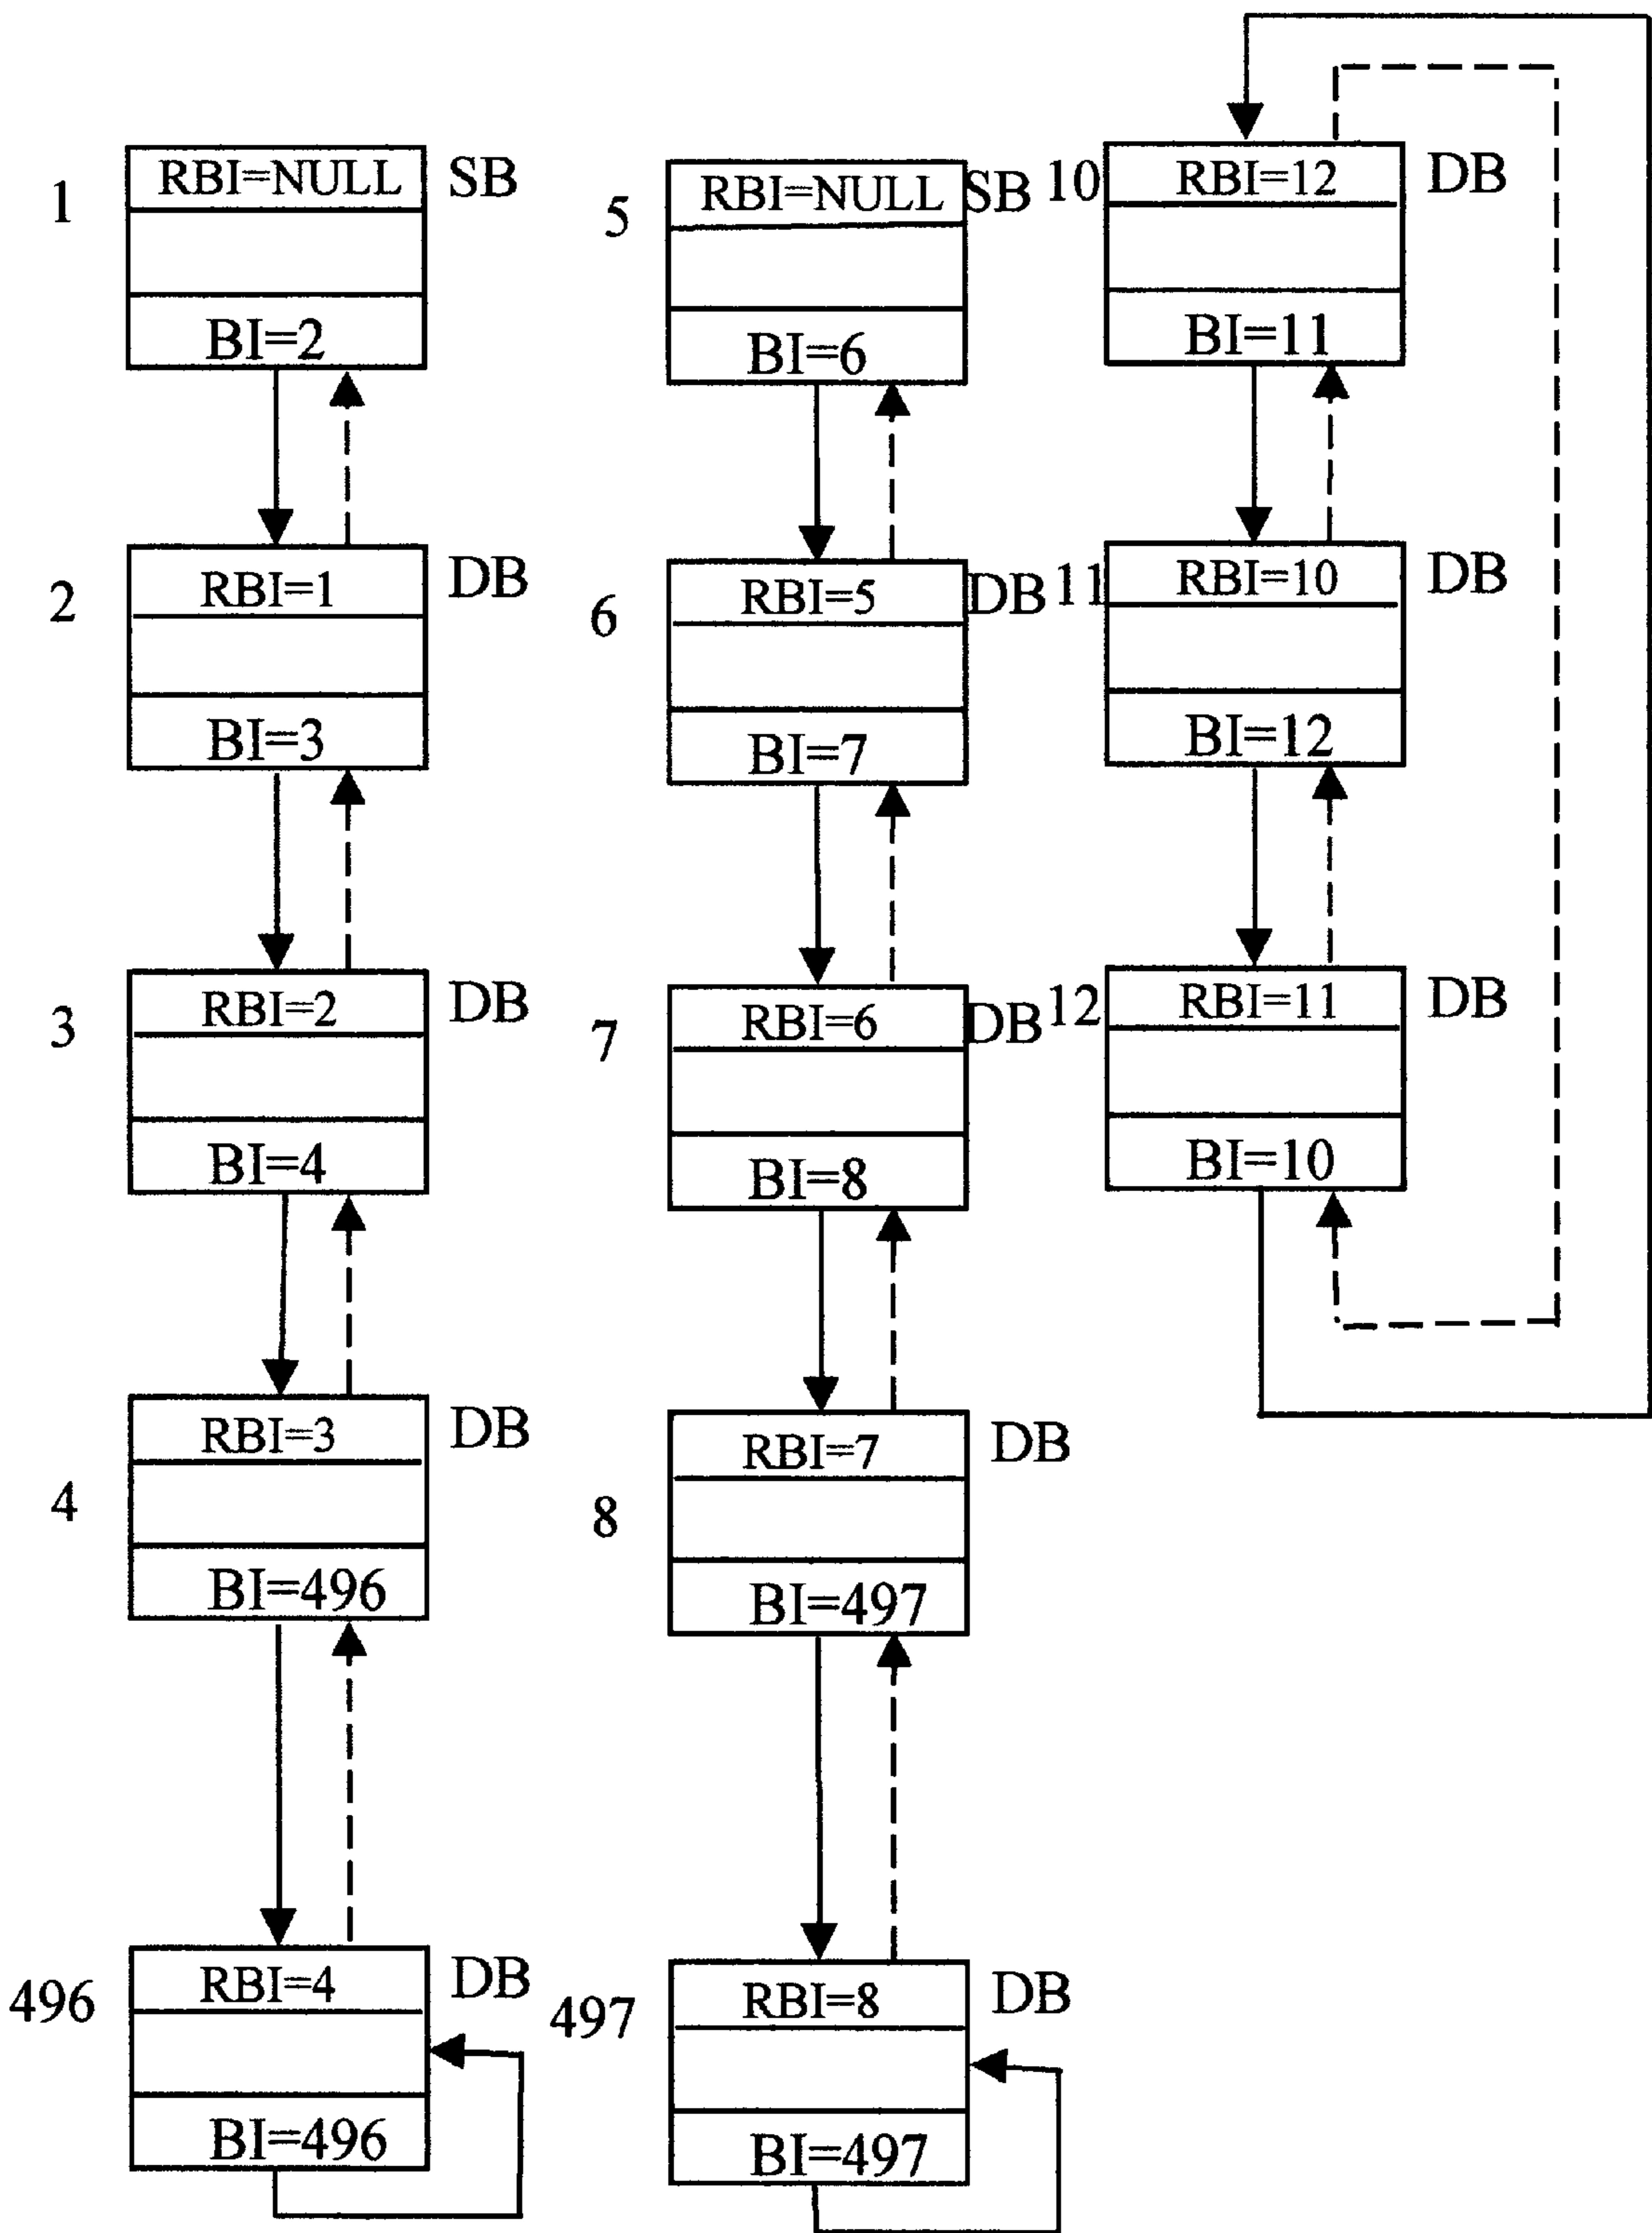 1
RBI=NULL
SB
BI=2
2
RBI=1
DB
BI=3
3
RBI=2
DB
BI=4
4
RBI=3
DB
BI=496
496
RBI=4
DB
BI=496
5
RBI=NULL
SB
BI=6
6
RBI=5
DB
BI=7
7
RBI=6
DB
BI=8
8
RBI=7
DB
BI=497
497
RBI=8
DB
BI=497
10
RBI=12
DB
BI=11
11
RBI=10
DB
BI=12
12
RBI=11
DB
BI=10